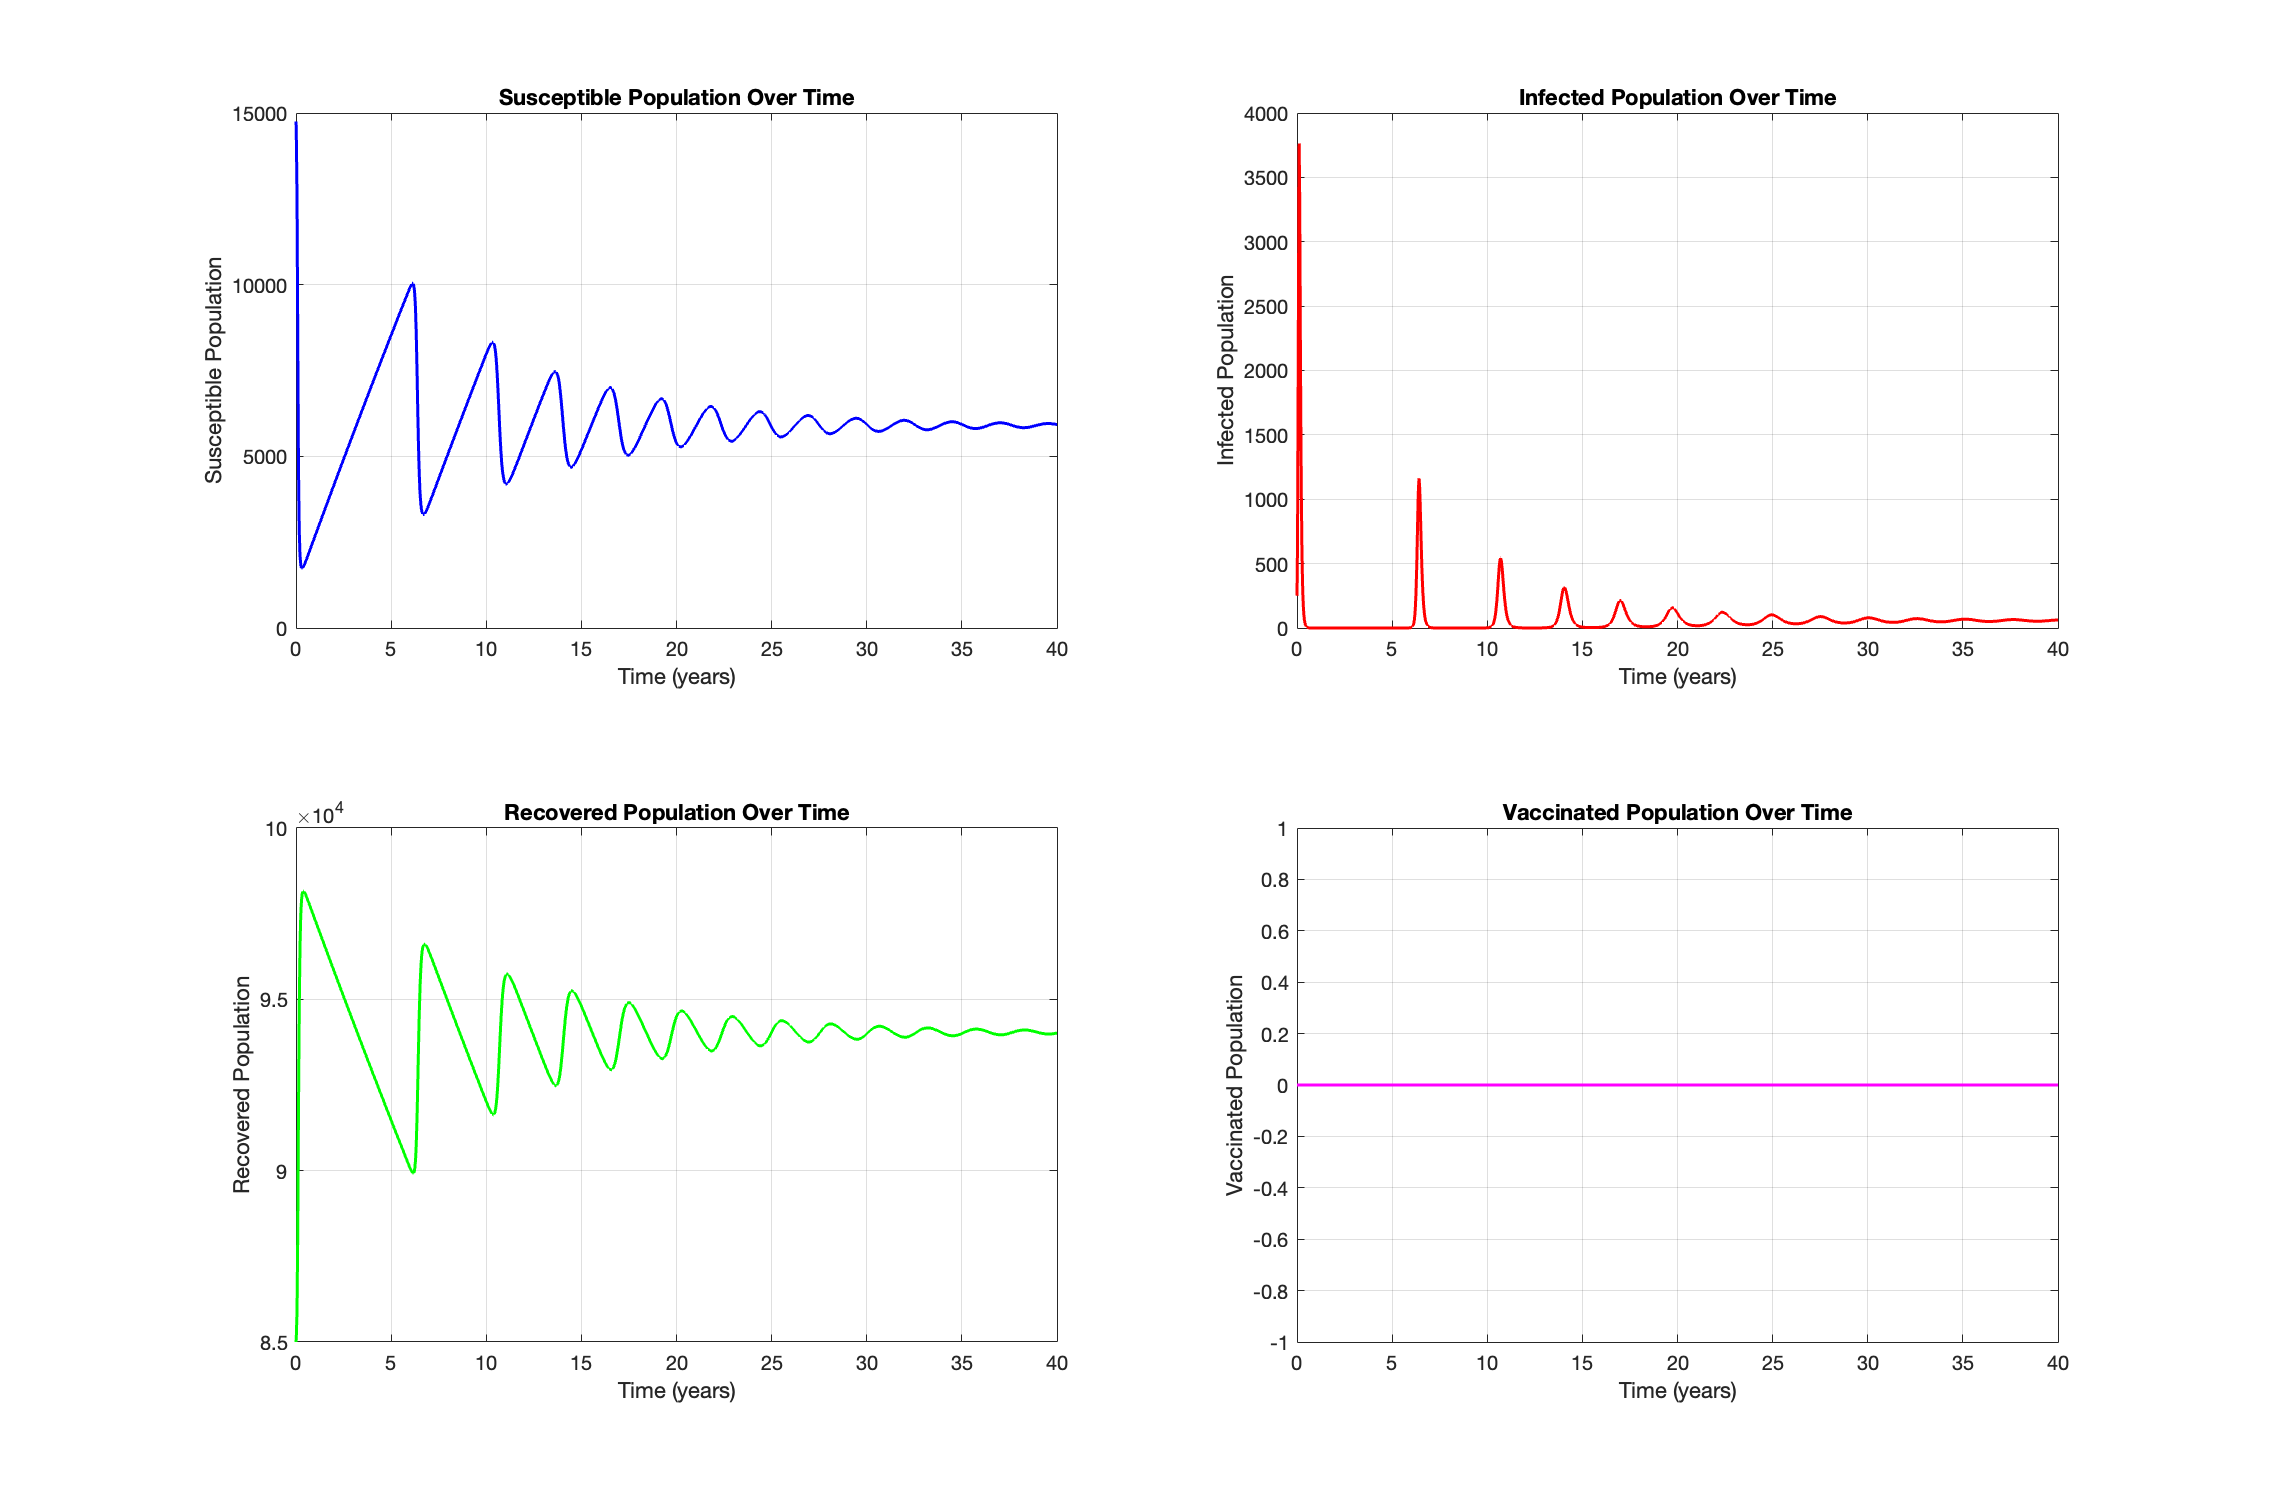 Susceptible Population Over Time
15000
10000
5000
0
Susceptible Population
0 5 10 15 20 25 30 35 40
Time (years)
Infected Population Over Time
4000
3500
3000
2500
2000
1500
1000
500
0
Infected Population
0 5 10 15 20 25 30 35 40
Time (years)
Recovered Population Over Time
×10⁴
10
9.5
9
8.5
Recovered Population
0 5 10 15 20 25 30 35 40
Time (years)
Vaccinated Population Over Time
1
0.8
0.6
0.4
0.2
0
-0.2
-0.4
-0.6
-0.8
-1
Vaccinated Population
0 5 10 15 20 25 30 35 40
Time (years)